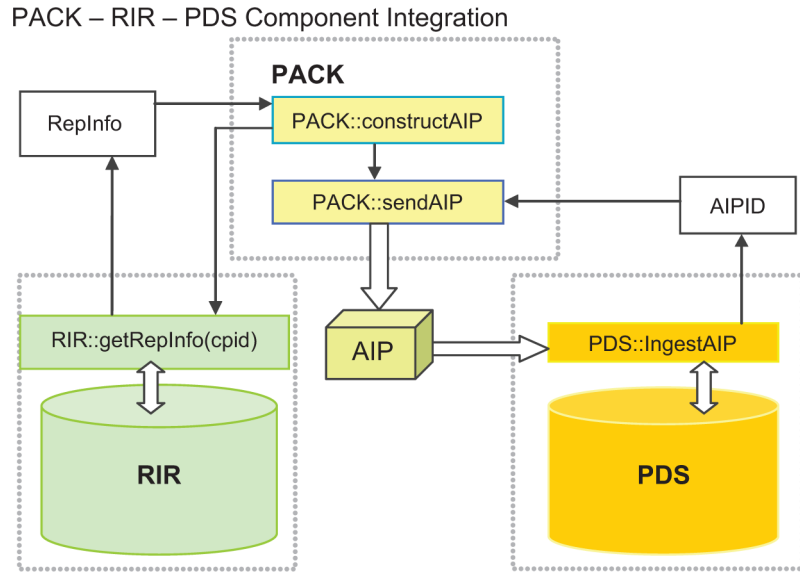 PACK – RIR – PDS Component Integration
PACK
RepInfo
PACK::constructAIP
PACK::sendAIP
AIPID
RIR::getRepInfo(cpid)
AIP
PDS::IngestAIP
RIR
PDS